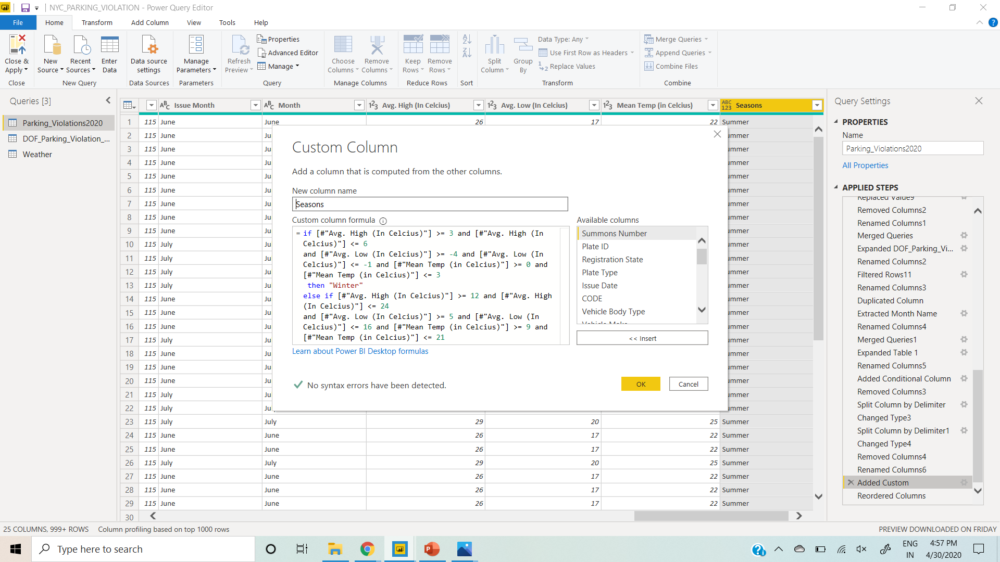 NYC_PARKING_VIOLATION - Power Query Editor
File Home Transform Add Column View Tools Help
Close & Apply
New Source
Recent Sources
Enter Data
Data source settings
Manage Parameters
Refresh Preview
Properties
Advanced Editor
Manage
Choose Columns
Remove Columns
Keep Rows
Remove Rows
Split Column
Group By
Data Type: Any
Use First Row as Headers
Replace Values
Merge Queries
Append Queries
Combine Files
Close New Query Data Sources Parameters Query Manage Columns Reduce Rows Sort Transform Combine
Queries [3]
Parking_Violations2020
DOF_Parking_Violation_...
Weather
Issue Month Month Avg. High (In Celcius) Avg. Low (In Celcius) Mean Temp (in Celcius) Seasons
1 115 June June 26 17 22 Summer
2 115 June Ju ummer
3 115 June Ju ummer
4 115 June Ju ummer
5 115 June Ju ummer
6 115 June Ju ummer
7 115 June Ju ummer
8 115 June Ju ummer
9 115 June Ju ummer
10 115 July Ju ummer
11 115 July Ju ummer
12 115 July Ju ummer
13 115 July Ju ummer
14 115 June Ju ummer
15 115 June Ju ummer
16 115 June Ju ummer
17 115 July Ju ummer
18 115 June Ju ummer
19 115 June Ju ummer
20 115 June Ju ummer
21 115 July Ju ummer
22 115 July Ju ummer
23 115 July July 29 20 25 Summer
24 115 June June 26 17 22 Summer
25 115 June June 26 17 22 Summer
26 115 July July 29 20 25 Summer
27 115 June June 26 17 22 Summer
28 115 June June 26 17 22 Summer
29 115 June June 26 17 22 Summer
30
Custom Column
Add a column that is computed from the other columns.
New column name
Seasons
Custom column formula
= if [#"Avg. High (In Celcius)"] >= 3 and [#"Avg. High (In
Celcius)"] <= 6
and [#"Avg. Low (In Celcius)"] >= -4 and [#"Avg. Low (In
Celcius)"] <= -1 and [#"Mean Temp (in Celcius)"] >= 0 and
[#"Mean Temp (in Celcius)"] <= 3
then "Winter"
else if [#"Avg. High (In Celcius)"] >= 12 and [#"Avg. High
(In Celcius)"] <= 24
and [#"Avg. Low (In Celcius)"] >= 5 and [#"Avg. Low (In
Celcius)"] <= 16 and [#"Mean Temp (in Celcius)"] >= 9 and
[#"Mean Temp (in Celcius)"] <= 21
Available columns
Summons Number
Plate ID
Registration State
Plate Type
Issue Date
CODE
Vehicle Body Type
Vehicle Make
<< Insert
Learn about Power BI Desktop formulas
No syntax errors have been detected.
OK
Cancel
Query Settings
PROPERTIES
Name
Parking_Violations2020
All Properties
APPLIED STEPS
Replaced Value9
Removed Columns2
Renamed Columns1
Merged Queries
Expanded DOF_Parking_Vi...
Renamed Columns2
Filtered Rows11
Renamed Columns3
Duplicated Column
Extracted Month Name
Renamed Columns4
Merged Queries1
Expanded Table 1
Renamed Columns5
Added Conditional Column
Removed Columns3
Split Column by Delimiter
Changed Type3
Split Column by Delimiter1
Changed Type4
Removed Columns4
Renamed Columns6
Added Custom
Reordered Columns
25 COLUMNS, 999+ ROWS Column profiling based on top 1000 rows
PREVIEW DOWNLOADED ON FRIDAY
Type here to search
ENG
IN
4:57 PM
4/30/2020